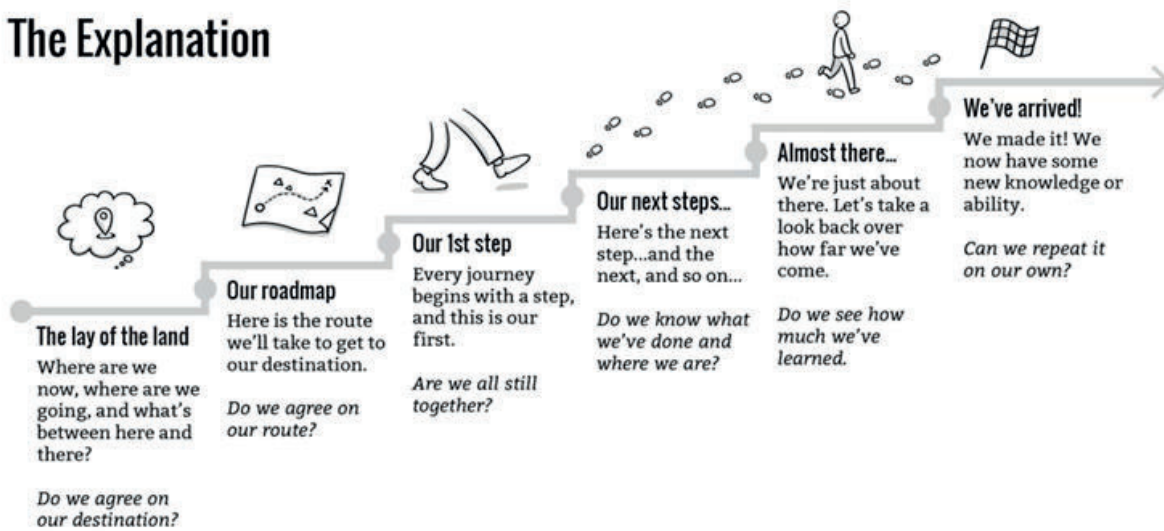 The Explanation
The lay of the land
Where are we
now, where are we
going, and what's
between here and
there?
Do we agree on
our destination?
Our roadmap
Here is the route
we'll take to get to
our destination.
Do we agree on
our route?
Our 1st step
Every journey
begins with a step,
and this is our
first.
Are we all still
together?
Our next steps...
Here's the next
step...and the
next, and so on...
Do we know what
we've done and
where we are?
Almost there...
We're just about
there. Let's take a
look back over
how far we've
come.
Do we see how
much we've
learned.
We've arrived!
We made it! We
now have some
new knowledge or
ability.
Can we repeat it
on our own?